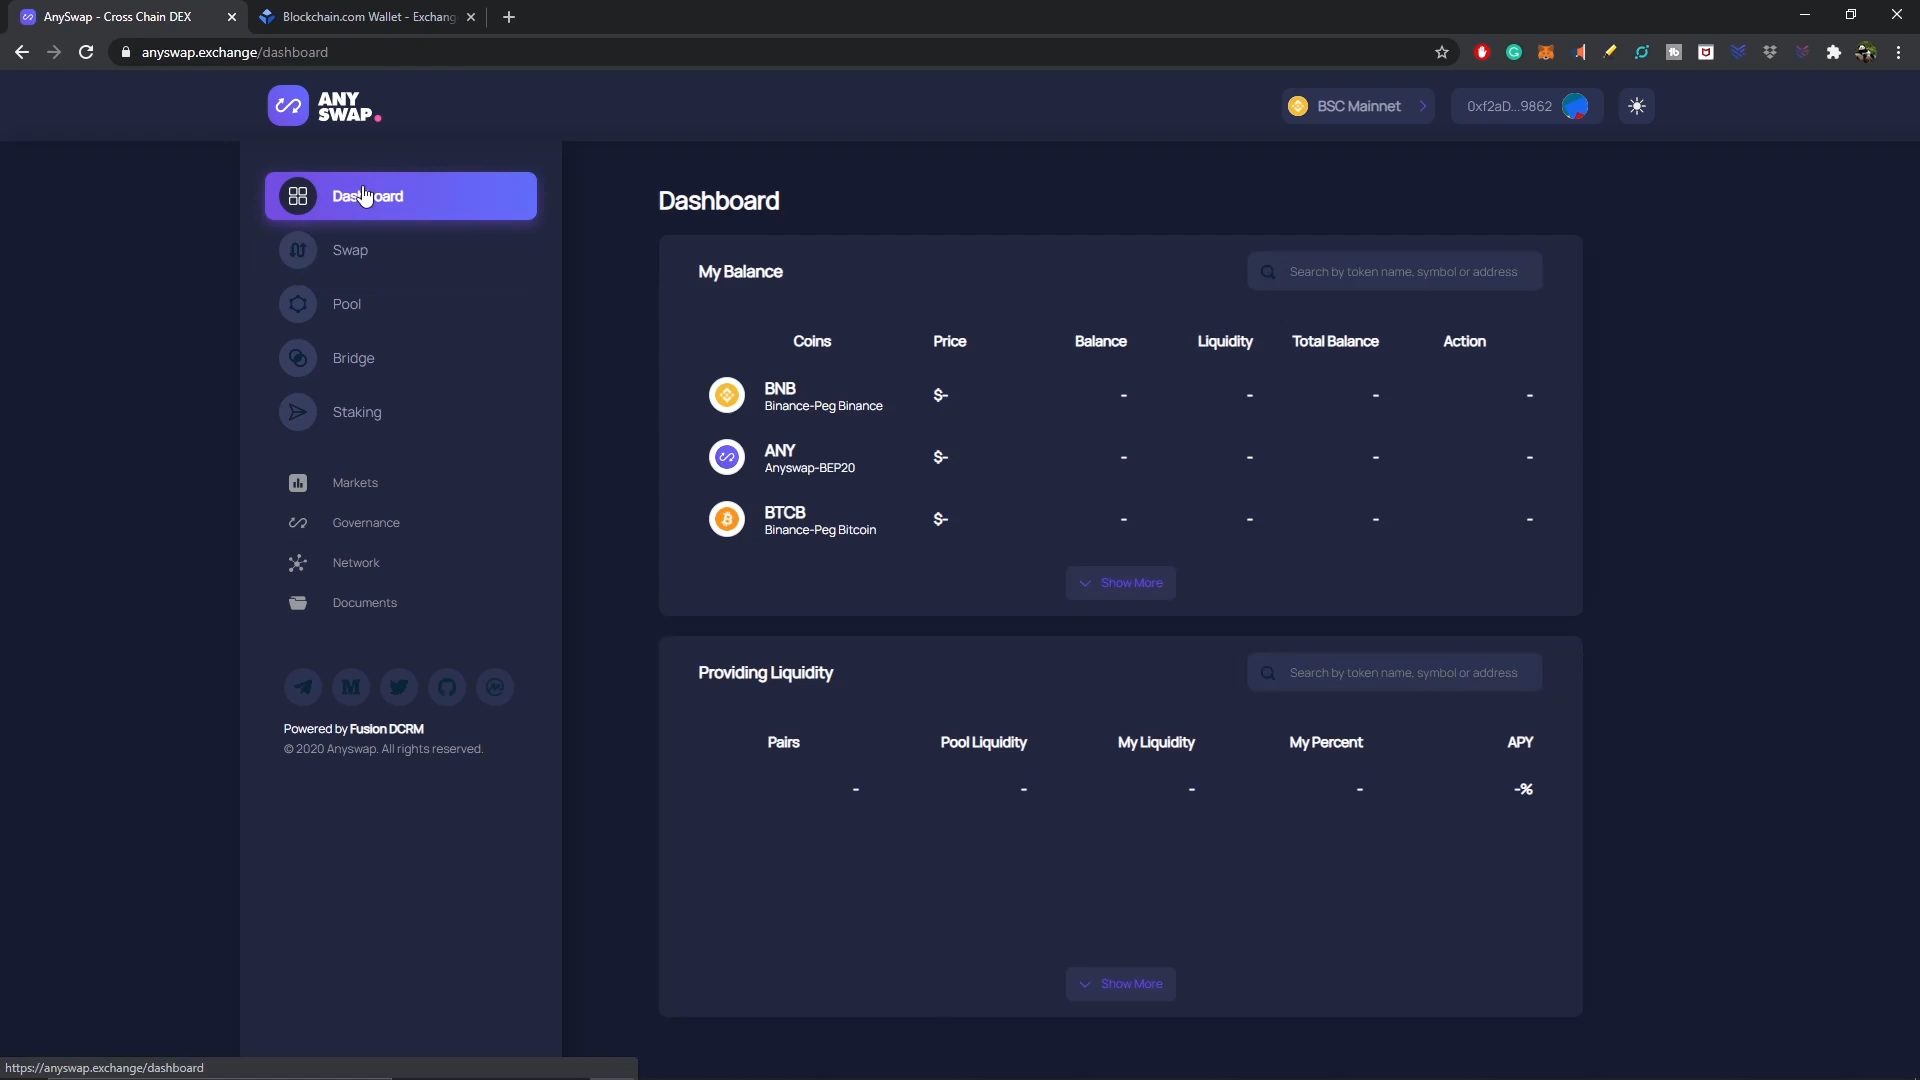 AnySwap - Cross Chain DEX
Blockchain.com Wallet - Exchang
anyswap.exchange/dashboard
ANY
SWAP.
BSC Mainnet
0xf2aD...9862
Dashboard
Swap
Pool
Bridge
Staking
Markets
Governance
Network
Documents
Powered by Fusion DCRM
© 2020 Anyswap. All rights reserved.
Dashboard
My Balance
Search by token name, symbol or address
Coins Price Balance Liquidity Total Balance Action
BNB
Binance-Peg Binance
$- - - - -
ANY
Anyswap-BEP20
$- - - - -
BTCB
Binance-Peg Bitcoin
$- - - - -
Show More
Providing Liquidity
Search by token name, symbol or address
Pairs Pool Liquidity My Liquidity My Percent APY
- - - - -%
Show More
https://anyswap.exchange/dashboard